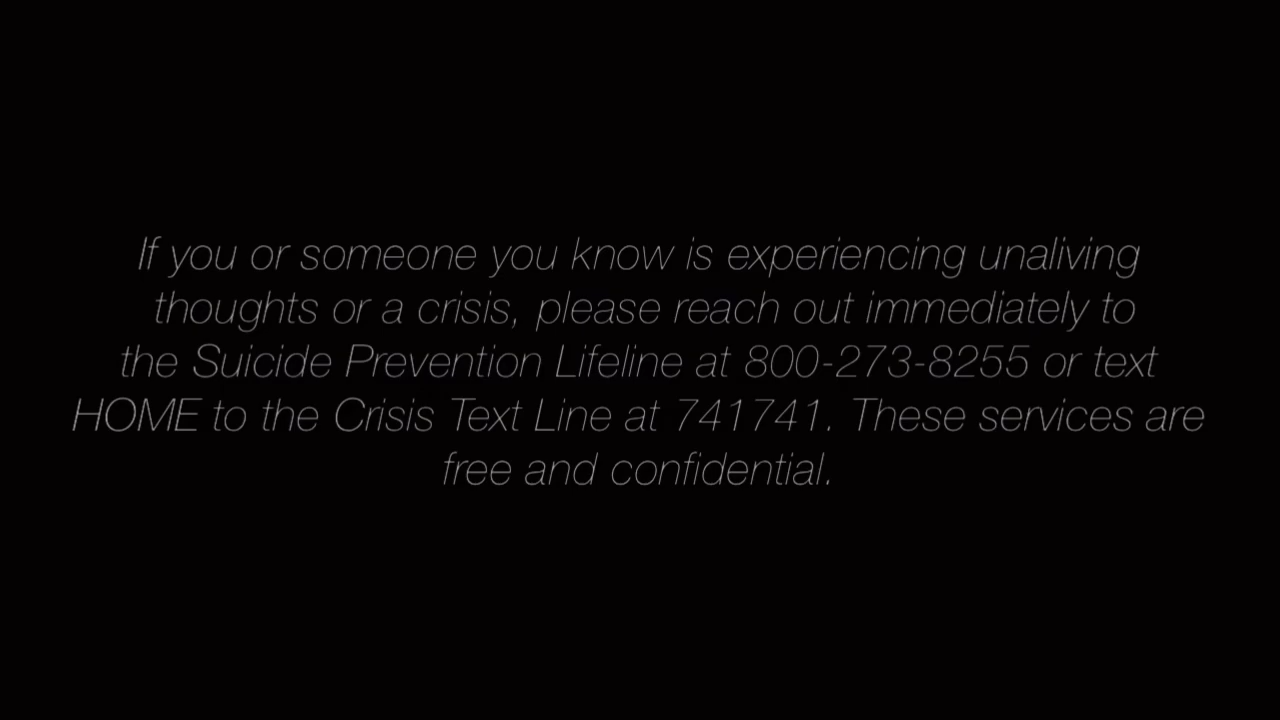 If you or someone you know is experiencing unaliving
thoughts or a crisis, please reach out immediately to
the Suicide Prevention Lifeline at 800-273-8255 or text
HOME to the Crisis Text Line at 741741. These services are
free and confidential.